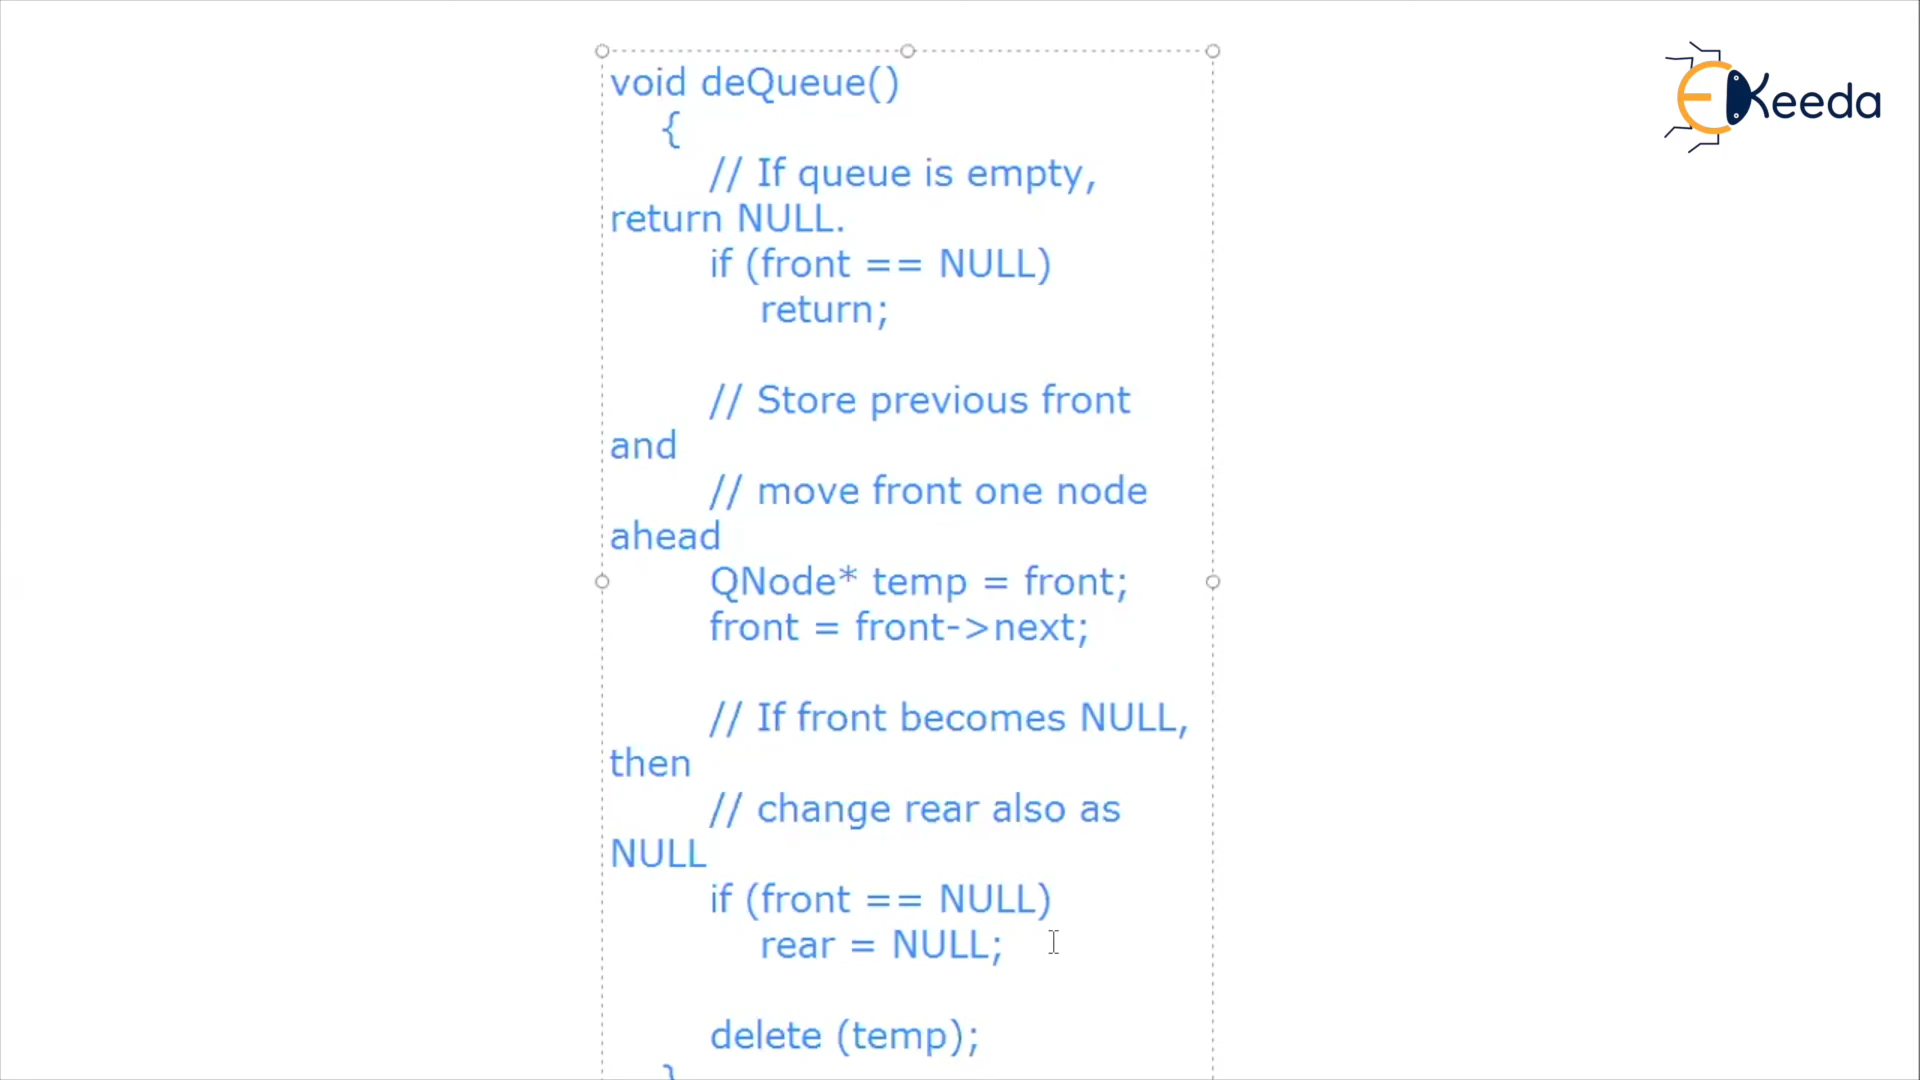 void deQueue()
{
// If queue is empty,
return NULL.
if (front == NULL)
return;
// Store previous front
and
// move front one node
ahead
QNode* temp = front;
front = front->next;
// If front becomes NULL,
then
// change rear also as
NULL
if (front == NULL)
rear = NULL;
delete (temp);
}
EKeeda